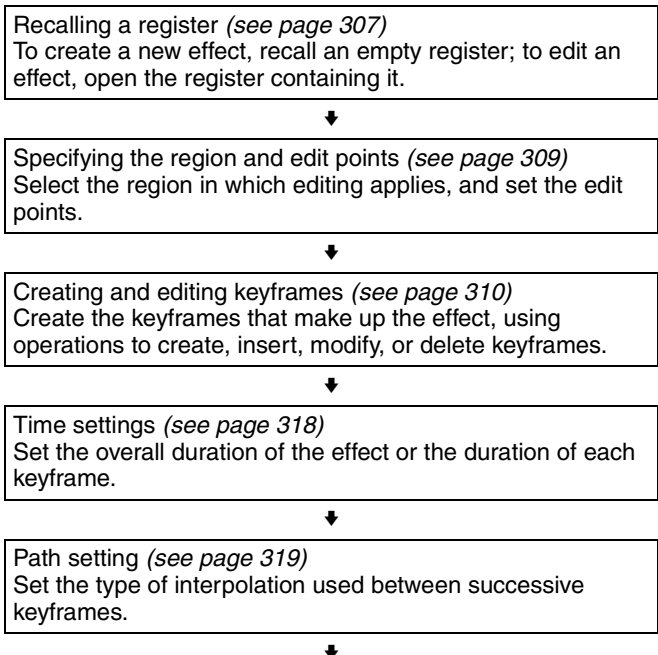 Recalling a register (see page 307)
To create a new effect, recall an empty register; to edit an
effect, open the register containing it.
Specifying the region and edit points (see page 309)
Select the region in which editing applies, and set the edit
points.
Creating and editing keyframes (see page 310)
Create the keyframes that make up the effect, using
operations to create, insert, modify, or delete keyframes.
Time settings (see page 318)
Set the overall duration of the effect or the duration of each
keyframe.
Path setting (see page 319)
Set the type of interpolation used between successive
keyframes.